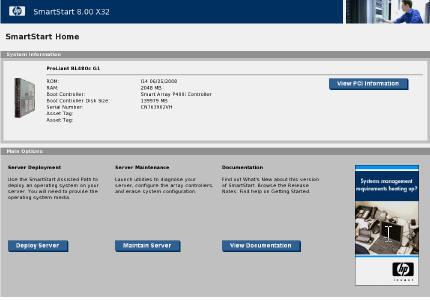 hp SmartStart 8.00 X32
SmartStart Home
System Information
ProLiant BL480c G1
ROM: I14 06/25/2008
RAM: 2048 MB
Boot Controller: Smart Array P400i Controller
Boot Controller Disk Size: 139979 MB
Serial Number:
Asset Tag:
Asset Tag:
View PCI Information
Main Options
Server Deployment
Use the SmartStart Assisted Path to
deploy an operating system on your
server. You will need to provide the
operating system media.
Deploy Server
Server Maintenance
Launch utilities to diagnose your
server, configure the array controllers,
and erase system configuration.
Maintain Server
Documentation
Find out What's New about this version
of SmartStart. Browse the Release
Notes. Find help on Getting Started.
View Documentation
Systems management
requirements heating up?
hp
invent